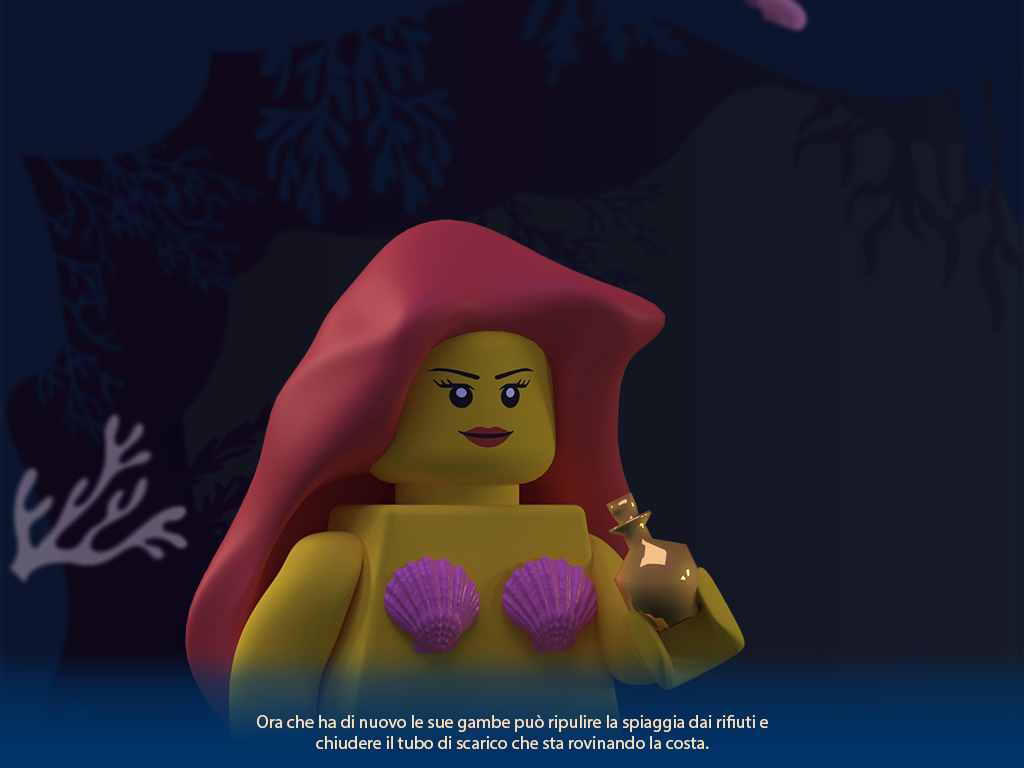 Ora che ha di nuovo le sue gambe può ripulire la spiaggia dai rifiuti e
chiudere il tubo di scarico che sta rovinando la costa.